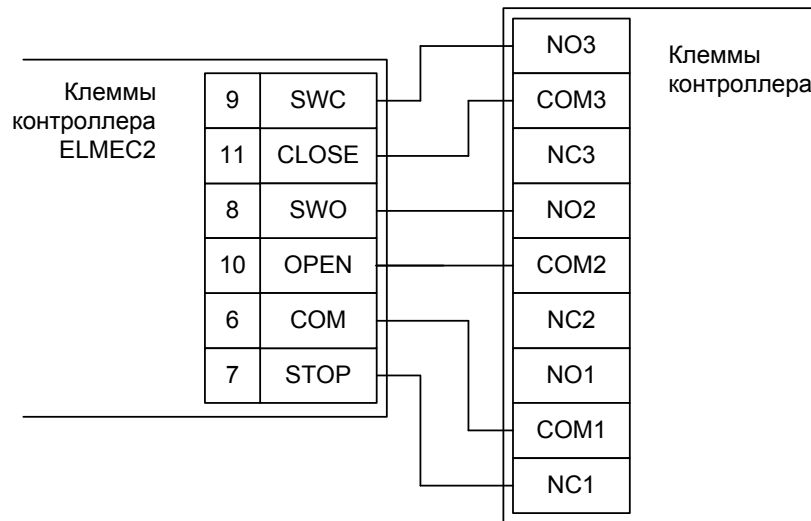 Клеммы
контроллера
ELMEC2
9 SWC
11 CLOSE
8 SWO
10 OPEN
6 COM
7 STOP
NO3
COM3
NC3
NO2
COM2
NC2
NO1
COM1
NC1
Клеммы
контроллера